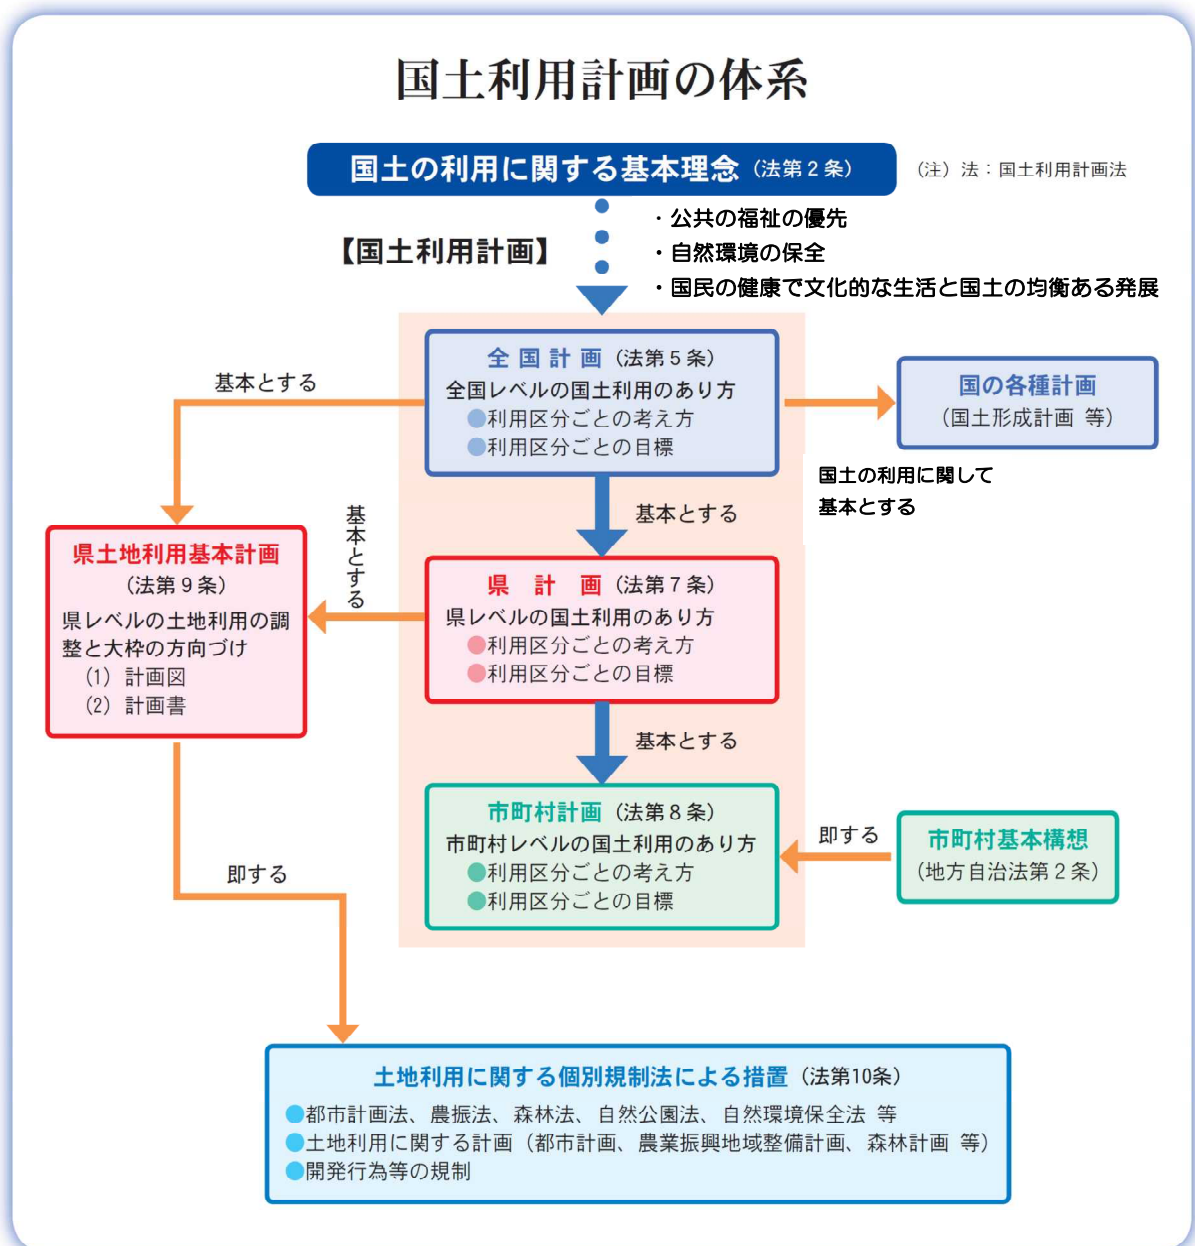 国土利用計画の体系
国土の利用に関する基本理念（法第２条）
（注）法：国土利用計画法
・公共の福祉の優先
・自然環境の保全
・国民の健康で文化的な生活と国土の均衡ある発展
【国土利用計画】
全国計画（法第５条）
全国レベルの国土利用のあり方
●利用区分ごとの考え方
●利用区分ごとの目標
基本とする
国の各種計画
（国土形成計画 等）
国土の利用に関して
基本とする
基本とする
基本とする
県土地利用基本計画
（法第９条）
県レベルの土地利用の調
整と大枠の方向づけ
（1）計画図
（2）計画書
県計画（法第７条）
県レベルの国土利用のあり方
●利用区分ごとの考え方
●利用区分ごとの目標
基本とする
市町村計画（法第８条）
市町村レベルの国土利用のあり方
●利用区分ごとの考え方
●利用区分ごとの目標
即する
市町村基本構想
（地方自治法第２条）
即する
土地利用に関する個別規制法による措置（法第10条）
●都市計画法、農振法、森林法、自然公園法、自然環境保全法 等
●土地利用に関する計画（都市計画、農業振興地域整備計画、森林計画 等）
●開発行為等の規制